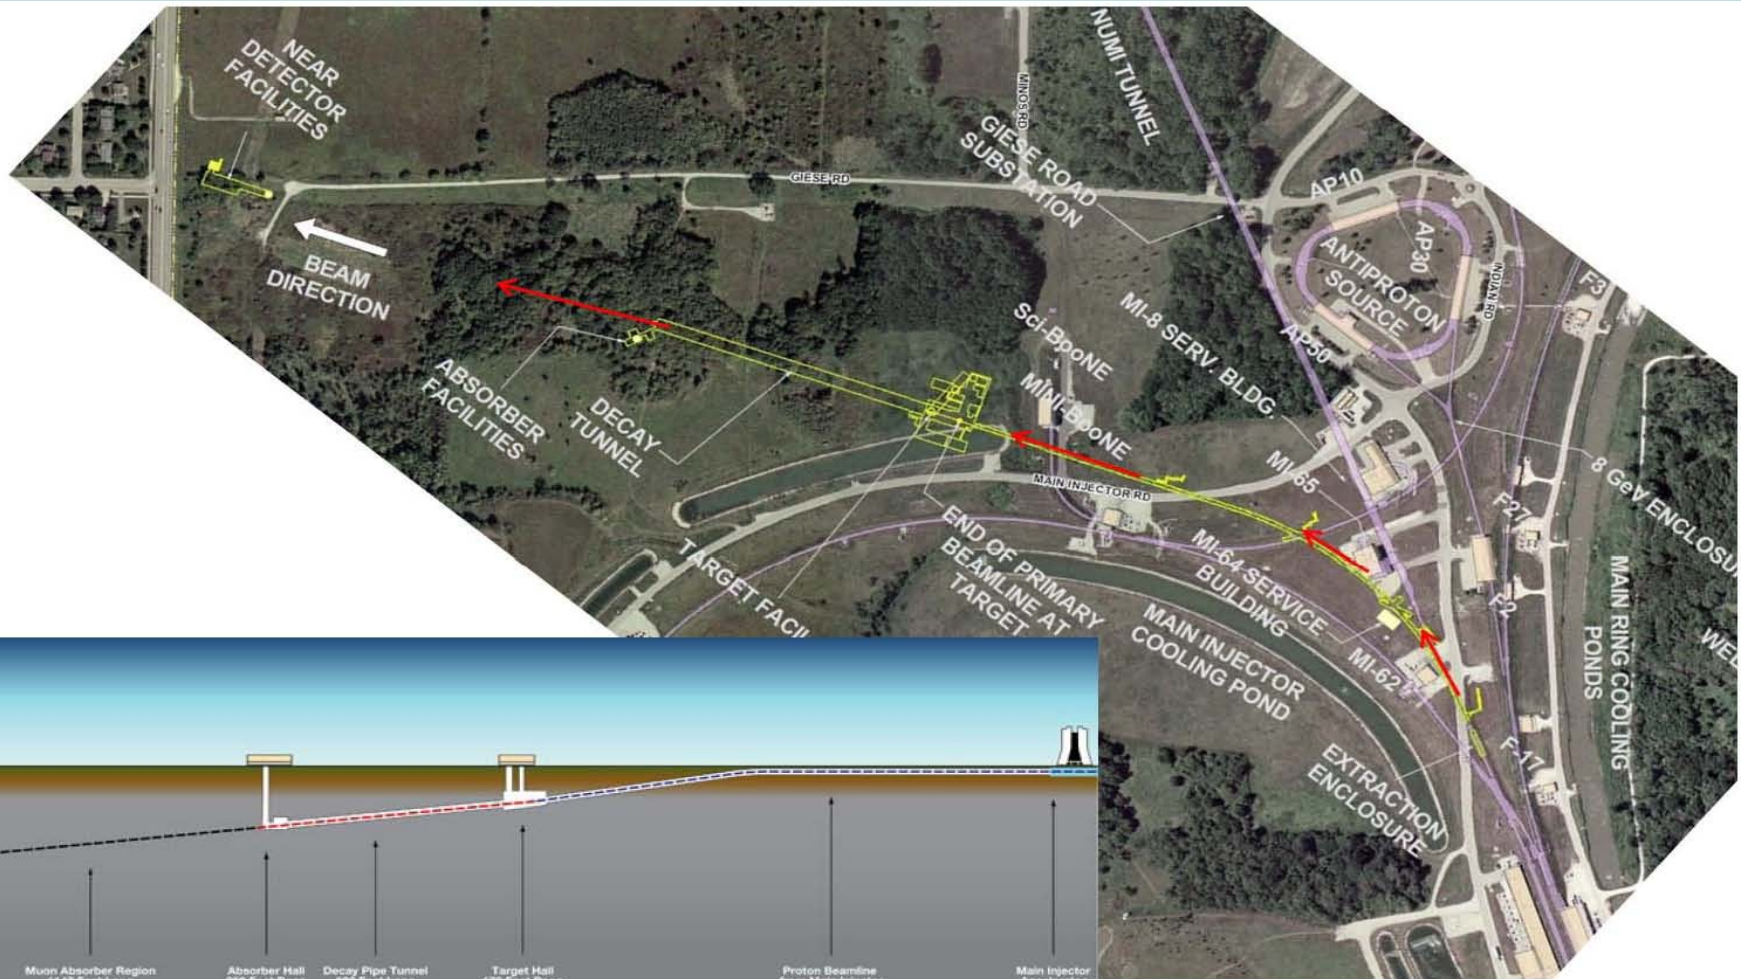 NEAR
DETECTOR
FACILITIES
BEAM
DIRECTION
ABSORBER
FACILITIES
DECAY
TUNNEL
GIESE RD
MINOS RD
NUMI TUNNEL
GIESE ROAD
SUBSTATION
AP10
AP30
ANTIPROTON
SOURCE
INDIAN RD
F3
AP50
Sci-BooNE
MINI-BooNE
MI-8 SERV. BLDG.
MAIN INJECTOR RD
MI-65
8 GeV
F27
F2
MAIN RING COOLING
PONDS
TARGET
END OF PRIMARY
BEAMLINE AT
TARGET
MI-64 SERVICE
BUILDING
MAIN INJECTOR
COOLING POND
MI-62
F-17
EXTRACTION
ENCLOSURE
Muon Absorber Region
Absorber Hall
Decay Pipe Tunnel
Target Hall
Proton Beamline
Main Injector